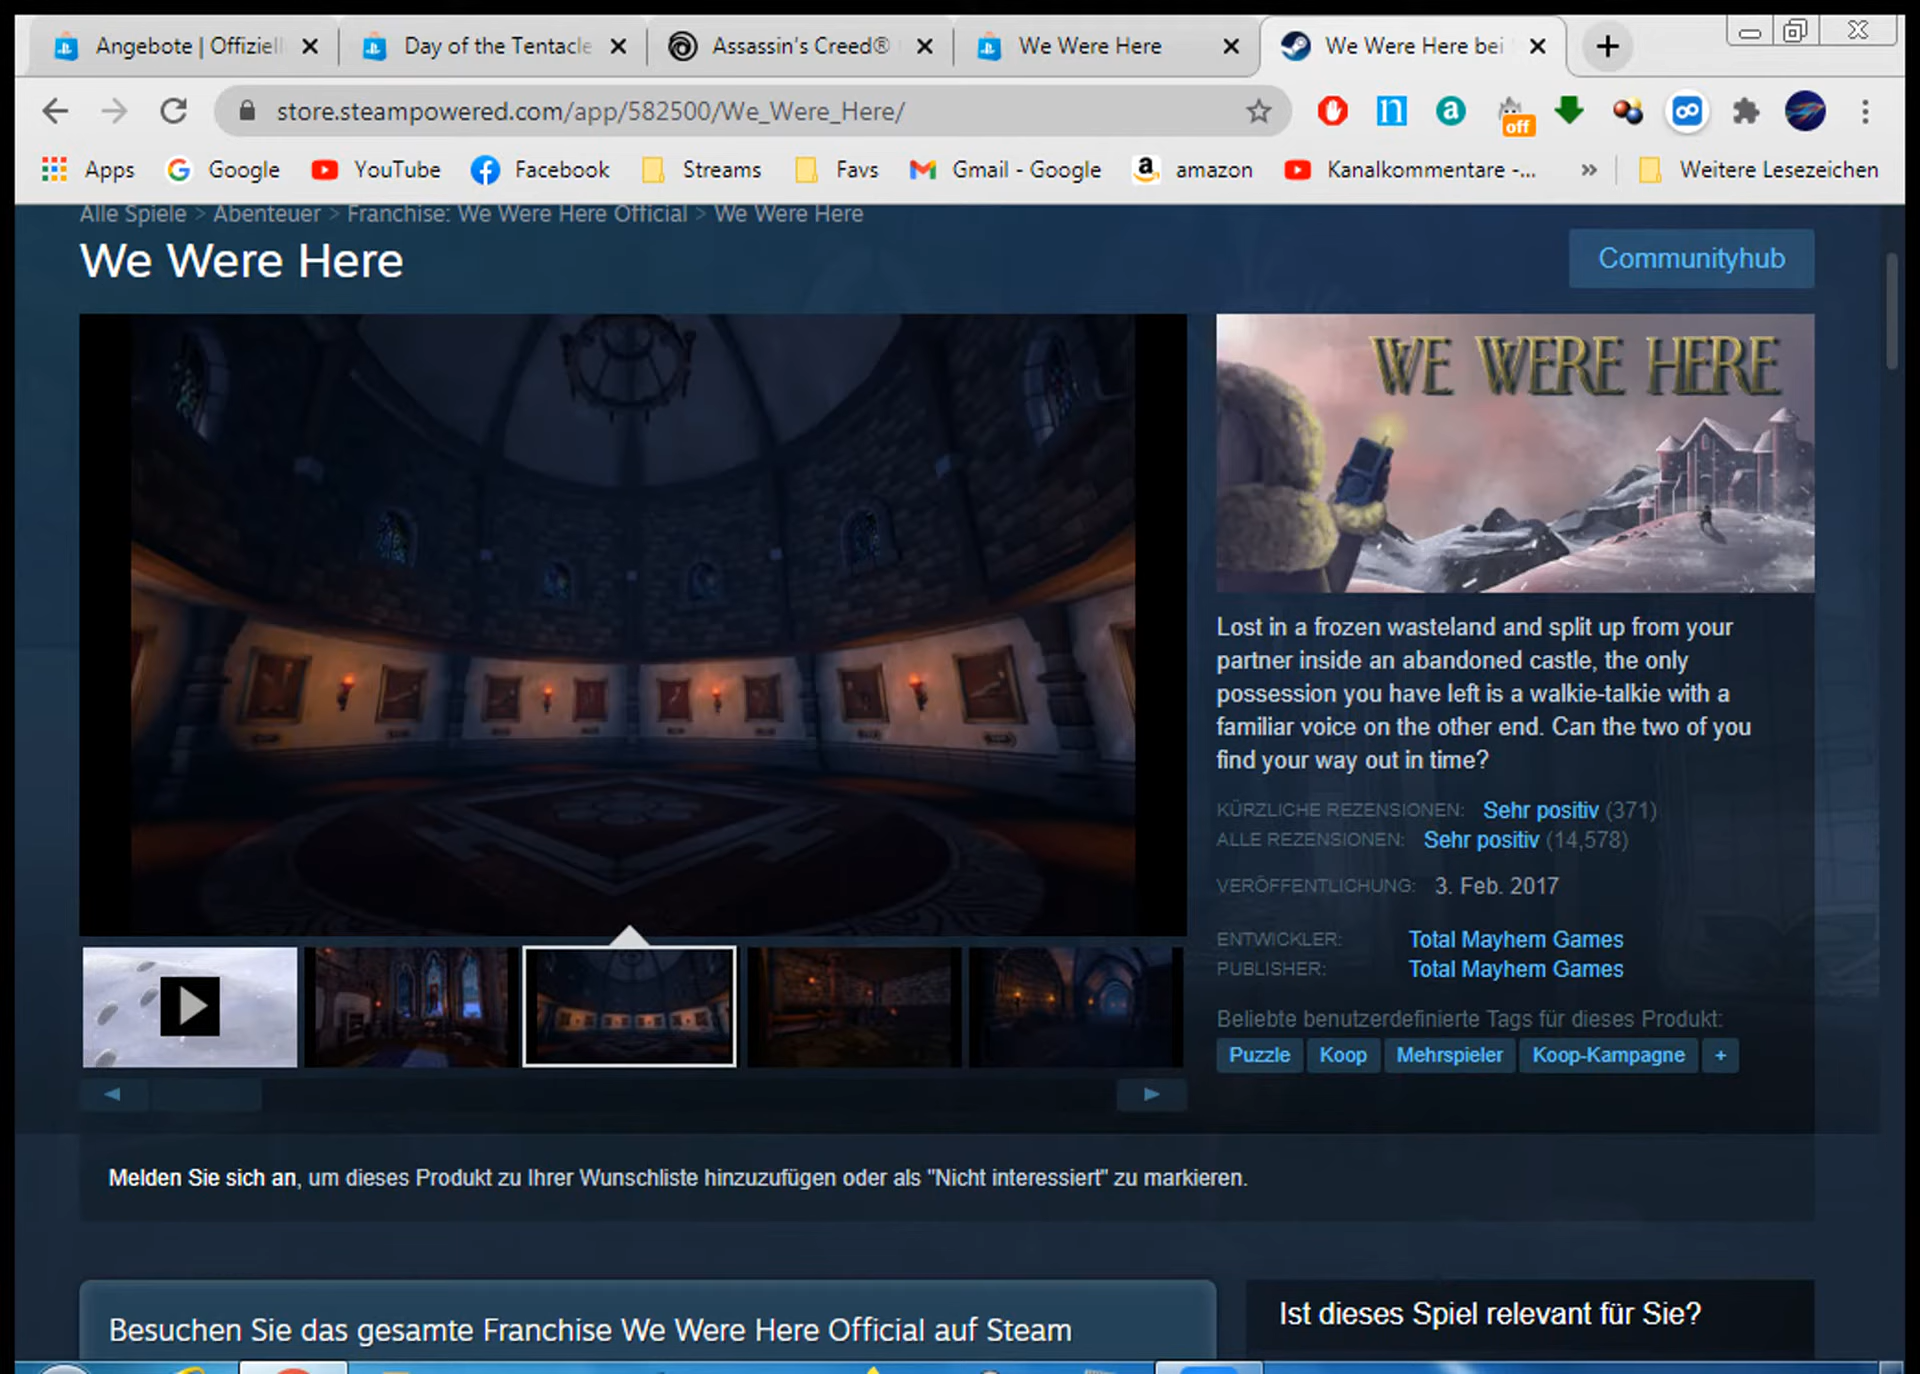 Angebote | Offiziell
Day of the Tentacle
Assassin's Creed®
We Were Here
We Were Here bei
store.steampowered.com/app/582500/We_Were_Here/
off
Apps
Google
YouTube
Facebook
Streams
Favs
Gmail - Google
amazon
Kanalkommentare -...
»
Weitere Lesezeichen
Alle Spiele > Abenteuer > Franchise: We Were Here Official > We Were Here
We Were Here
Communityhub
WE WERE HERE
Lost in a frozen wasteland and split up from your
partner inside an abandoned castle, the only
possession you have left is a walkie-talkie with a
familiar voice on the other end. Can the two of you
find your way out in time?
KÜRZLICHE REZENSIONEN: Sehr positiv (371)
ALLE REZENSIONEN: Sehr positiv (14,578)
VERÖFFENTLICHUNG: 3. Feb. 2017
ENTWICKLER: Total Mayhem Games
PUBLISHER: Total Mayhem Games
Beliebte benutzerdefinierte Tags für dieses Produkt:
Puzzle Koop Mehrspieler Koop-Kampagne +
Melden Sie sich an, um dieses Produkt zu Ihrer Wunschliste hinzuzufügen oder als "Nicht interessiert" zu markieren.
Besuchen Sie das gesamte Franchise We Were Here Official auf Steam
Ist dieses Spiel relevant für Sie?